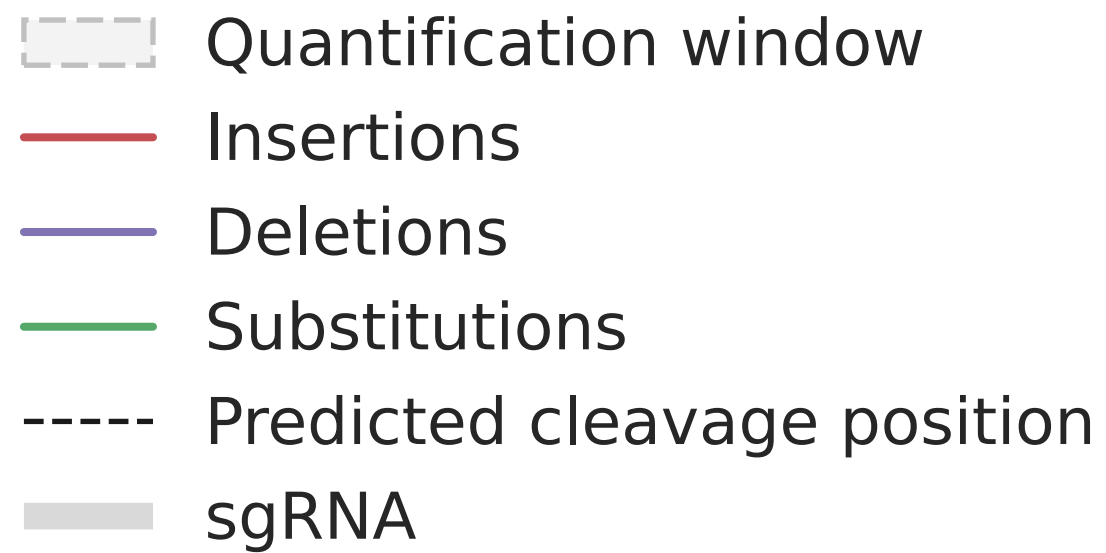 Quantification window
Insertions
Deletions
Substitutions
Predicted cleavage position
sgRNA